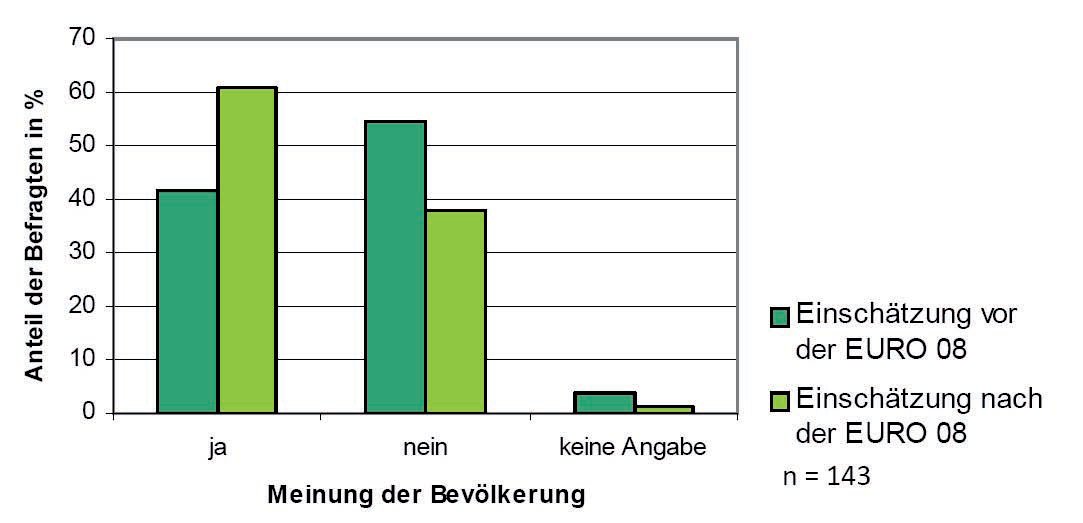 Anteil der Befragten in %
70
60
50
40
30
20
10
0
ja nein keine Angabe
Meinung der Bevölkerung
Einschätzung vor
der EURO 08
Einschätzung nach
der EURO 08
n = 143